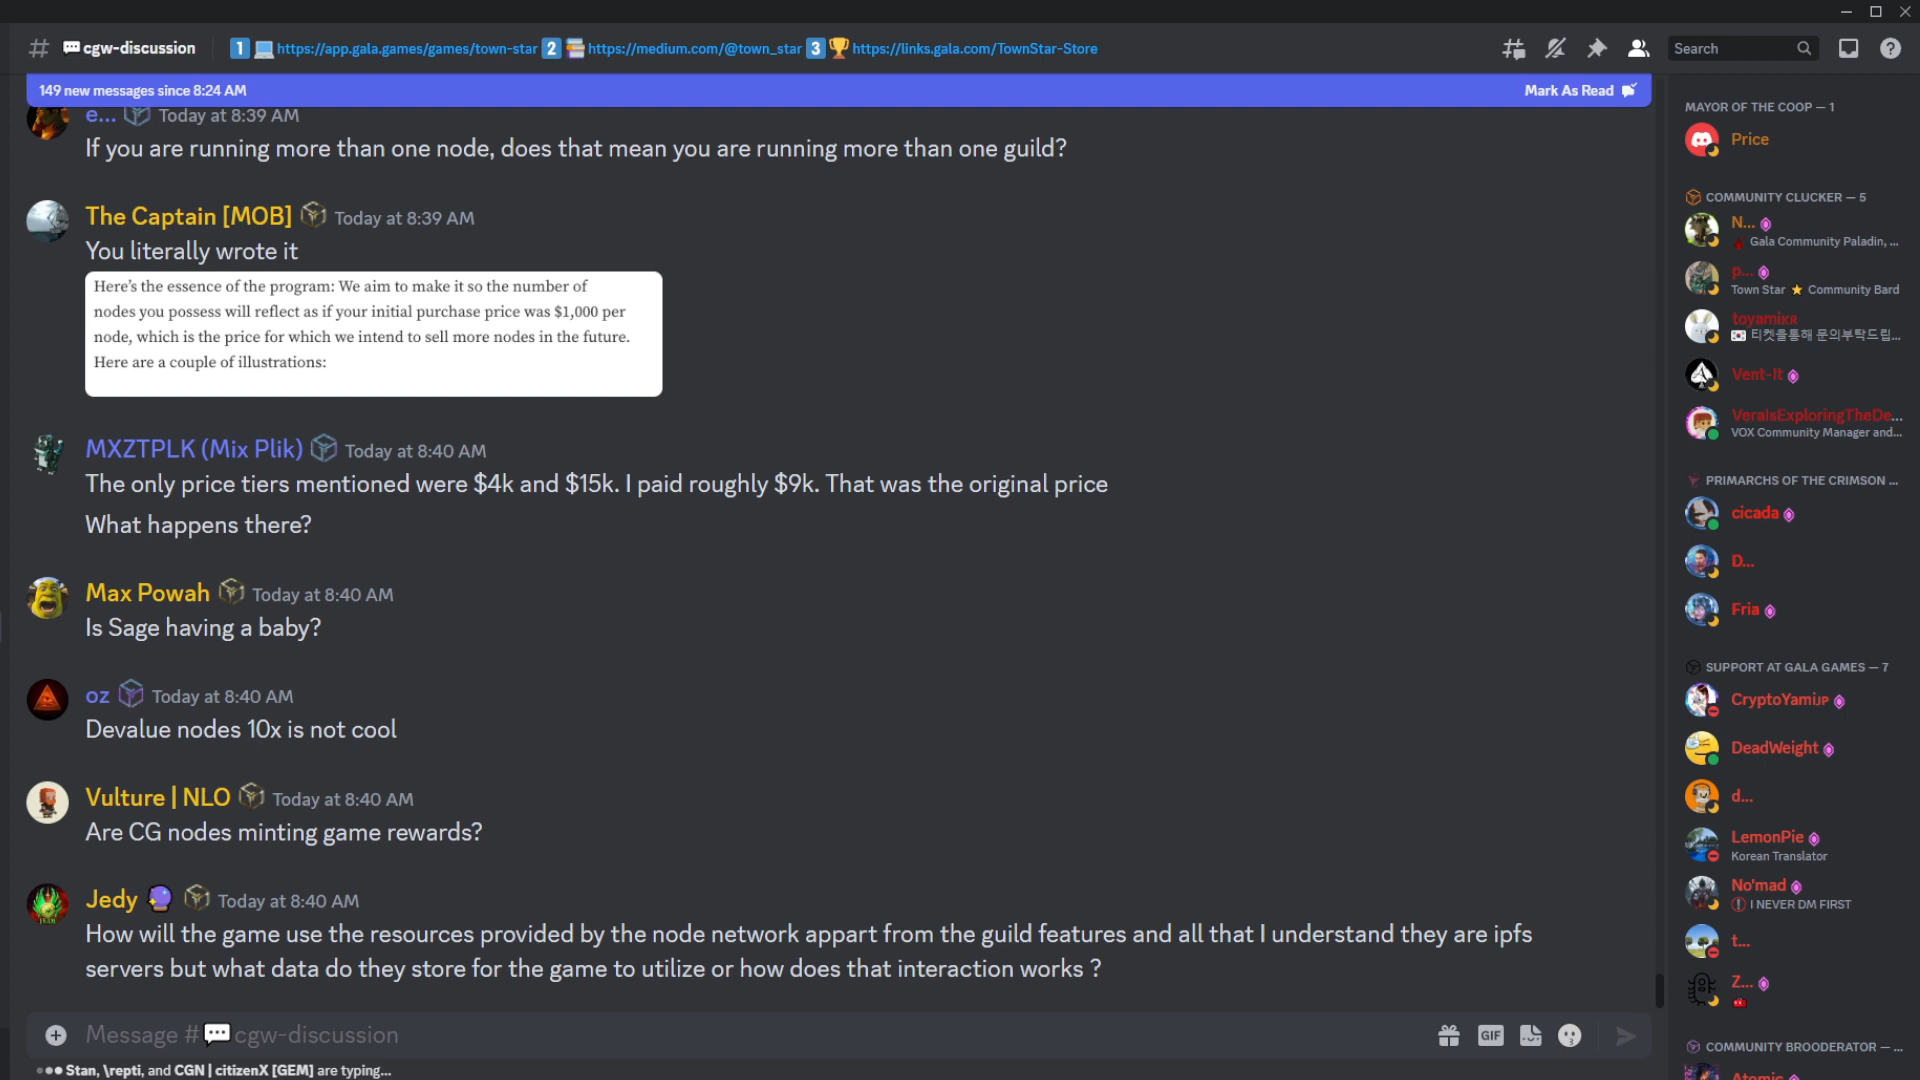 cgw-discussion
1 https://app.gala.games/games/town-star 2 https://medium.com/@town_star 3 https://links.gala.com/TownStar-Store
Search
149 new messages since 8:24 AM
Mark As Read
e... Today at 8:39 AM
If you are running more than one node, does that mean you are running more than one guild?
The Captain [MOB] Today at 8:39 AM
You literally wrote it
Here's the essence of the program: We aim to make it so the number of
nodes you possess will reflect as if your initial purchase price was $1,000 per
node, which is the price for which we intend to sell more nodes in the future.
Here are a couple of illustrations:
MXZTPLK (Mix Plik) Today at 8:40 AM
The only price tiers mentioned were $4k and $15k. I paid roughly $9k. That was the original price
What happens there?
Max Powah Today at 8:40 AM
Is Sage having a baby?
oz Today at 8:40 AM
Devalue nodes 10x is not cool
Vulture | NLO Today at 8:40 AM
Are CG nodes minting game rewards?
Jedy Today at 8:40 AM
How will the game use the resources provided by the node network appart from the guild features and all that I understand they are ipfs
servers but what data do they store for the game to utilize or how does that interaction works ?
Message # cgw-discussion
GIF
Stan, \repti, and CGN | citizenX [GEM] are typing...
MAYOR OF THE COOP — 1
Price
COMMUNITY CLUCKER — 5
N...
Gala Community Paladin, ...
p...
Town Star ⭐ Community Bard
toyamiKR
🇰🇷 티켓을통해 문의부탁드립...
Vent-It
VeraIsExploringTheDe...
VOX Community Manager and...
PRIMARCHS OF THE CRIMSON ...
cicada
D...
Fria
SUPPORT AT GALA GAMES — 7
CryptoYamiJP
DeadWeight
d...
LemonPie
Korean Translator
No'mad
I NEVER DM FIRST
t...
Z...
COMMUNITY BROODERATOR — ...
Atomic